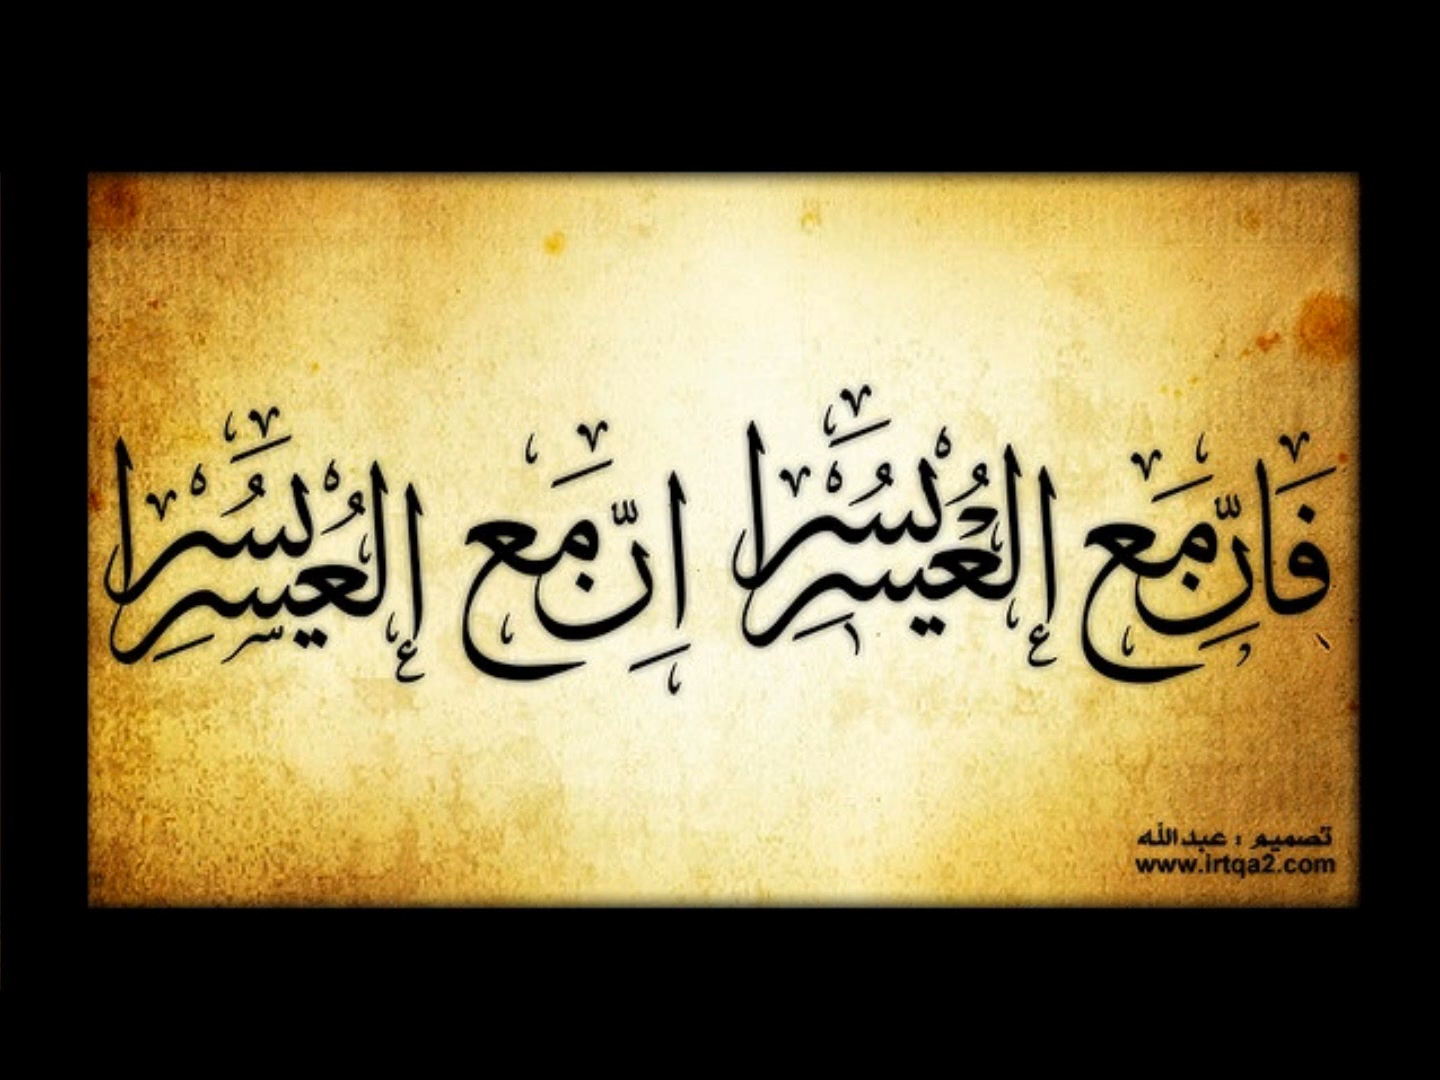 فَإِنَّ مَعَ الْعُسْرِ يُسْرًا إِنَّ مَعَ الْعُسْرِ يُسْرًا
تصميم : عبدالله
www.irtqa2.com